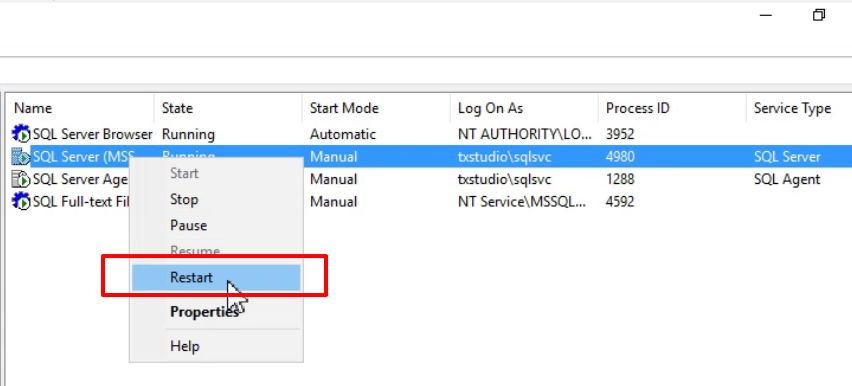 Name State Start Mode Log On As Process ID Service Type
SQL Server Browser Running Automatic NT AUTHORITY\LO... 3952
SQL Server (MSS Running Manual txstudio\sqlsvc 4980 SQL Server
SQL Server Age Manual txstudio\sqlsvc 1288 SQL Agent
SQL Full-text Fil Manual NT Service\MSSQL... 4592
Start
Stop
Pause
Resume
Restart
Properties
Help